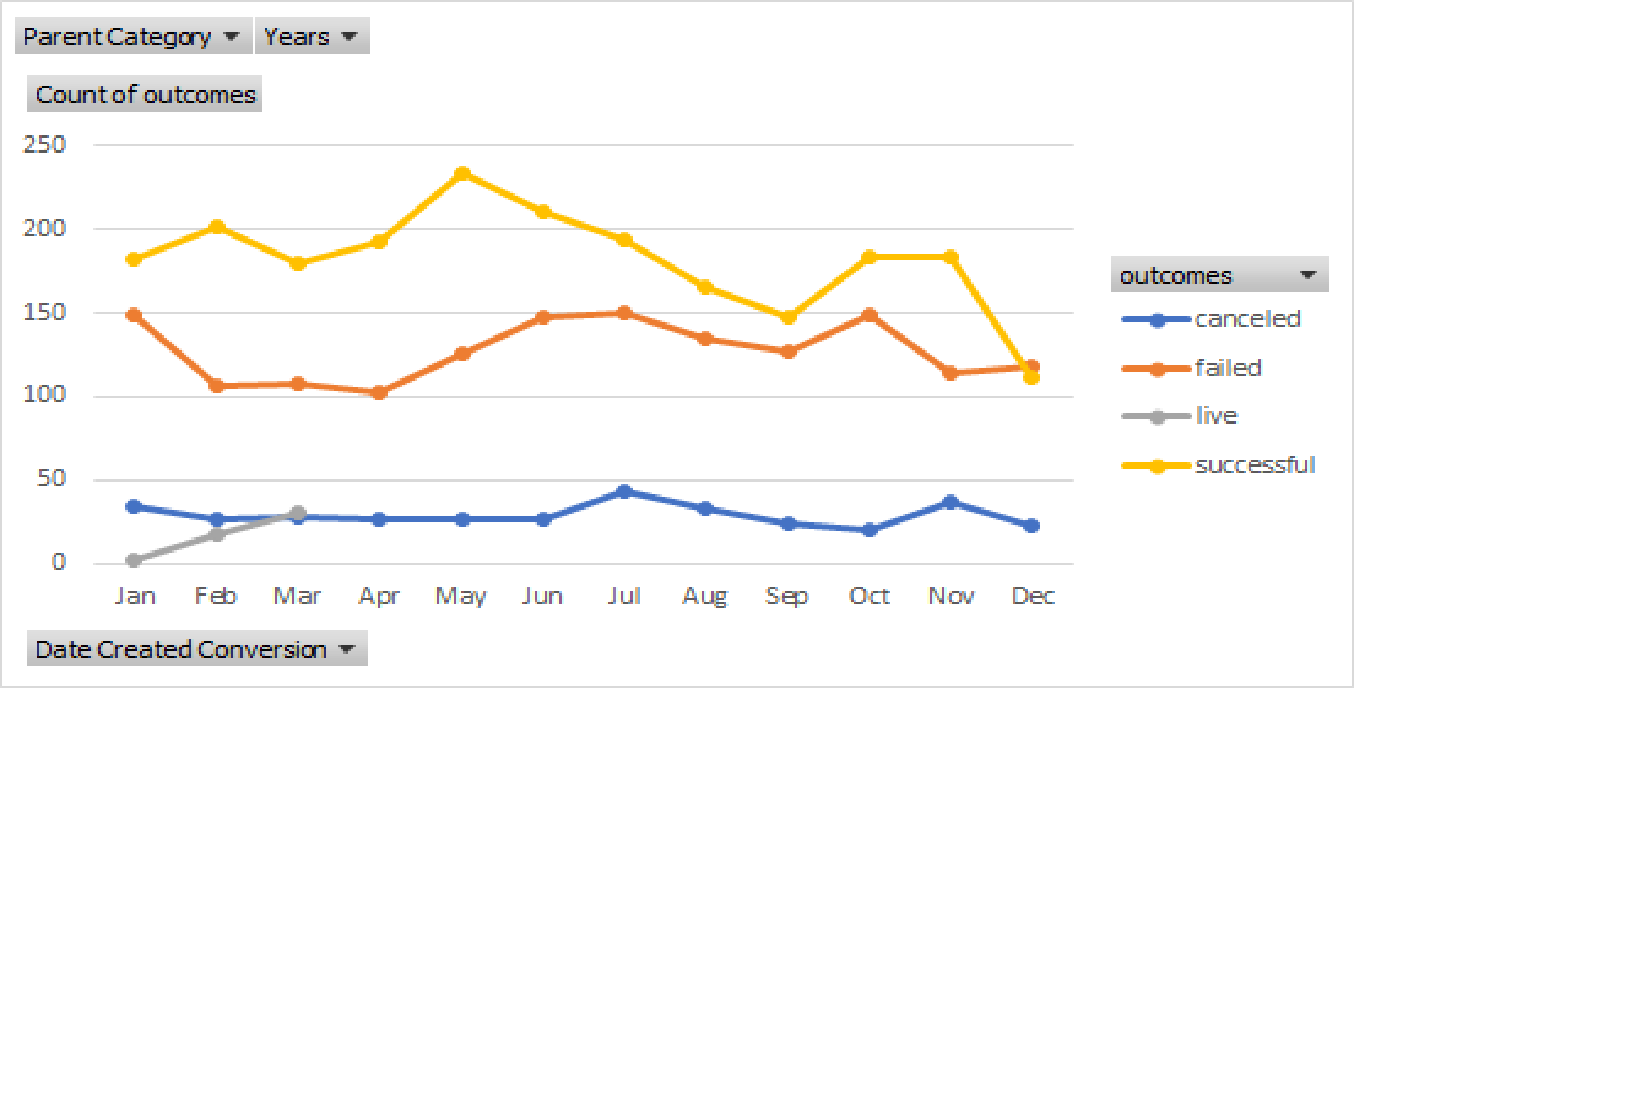 Parent Category Years
Count of outcomes
250
200
150
100
50
0
Jan Feb Mar Apr May Jun Jul Aug Sep Oct Nov Dec
outcomes
canceled
failed
live
successful
Date Created Conversion